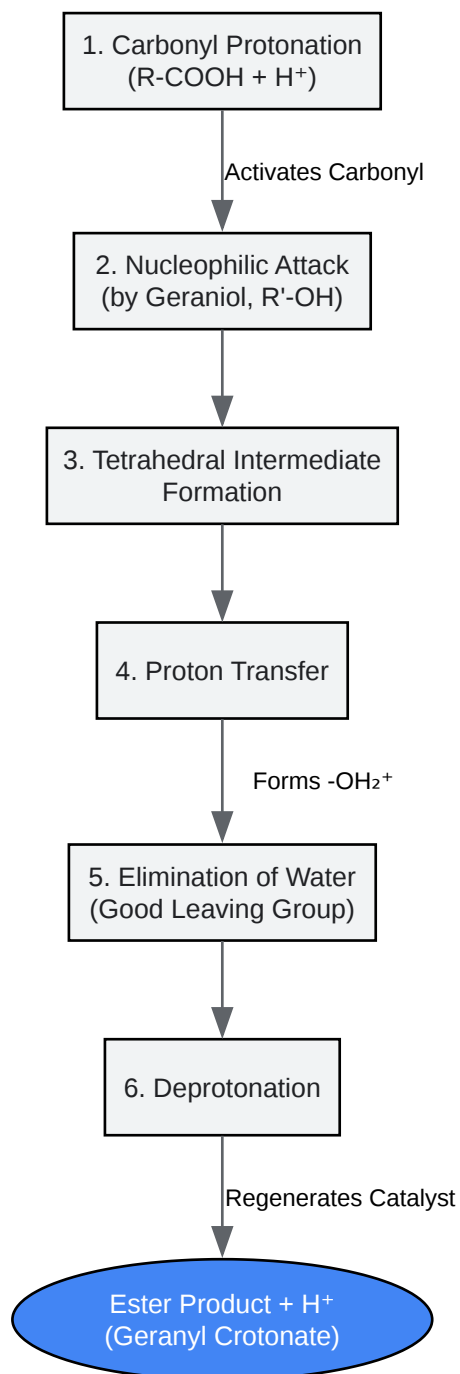 1. Carbonyl Protonation
(R-COOH + H⁺)
Activates Carbonyl
2. Nucleophilic Attack
(by Geraniol, R'-OH)
3. Tetrahedral Intermediate
Formation
4. Proton Transfer
Forms -OH₂⁺
5. Elimination of Water
(Good Leaving Group)
6. Deprotonation
Regenerates Catalyst
Ester Product + H⁺
(Geranyl Crotonate)